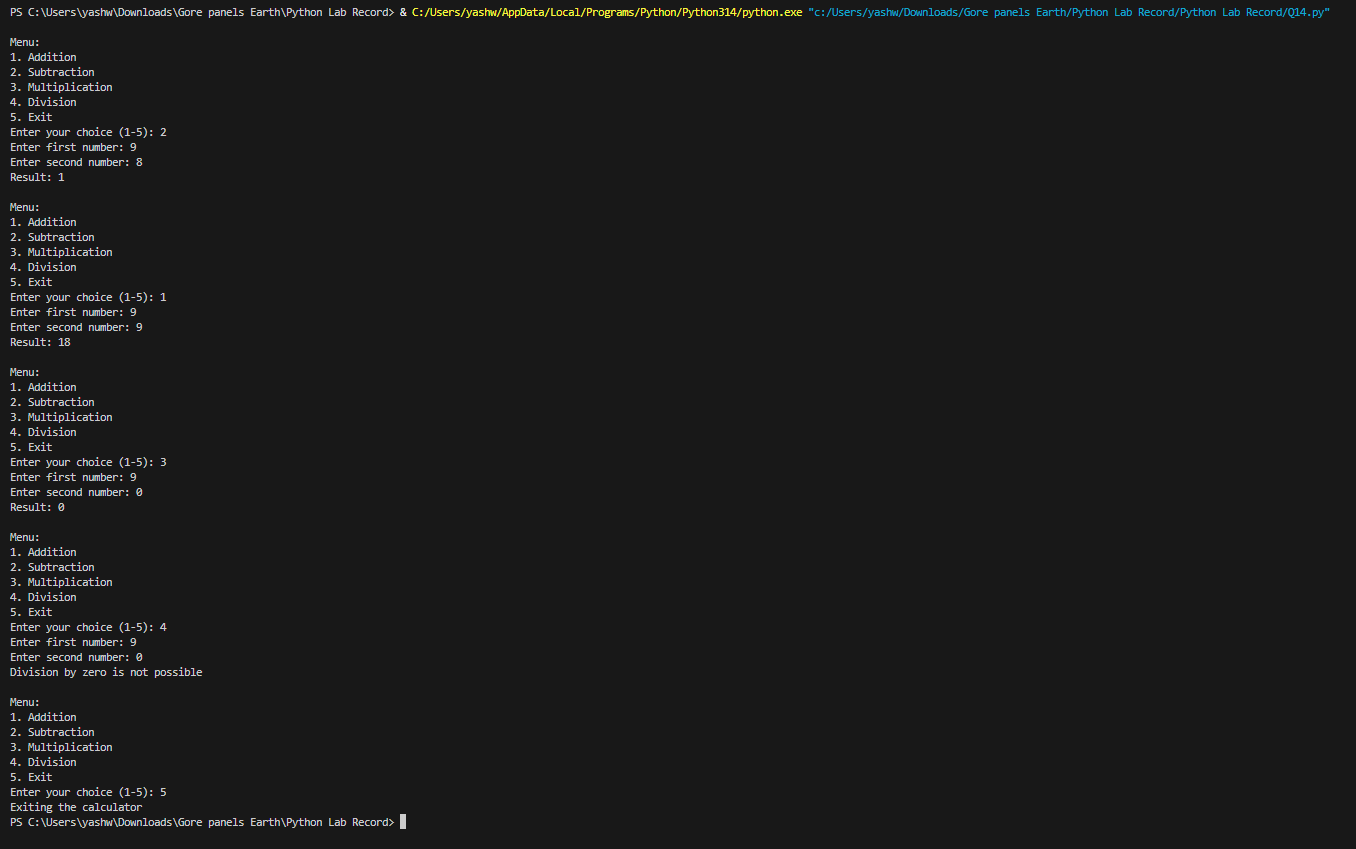 PS C:\Users\yashw\Downloads\Gore panels Earth\Python Lab Record> & C:/Users/yashw/AppData/Local/Programs/Python/Python314/python.exe "c:/Users/yashw/Downloads/Gore panels Earth/Python Lab Record/Python Lab Record/Q14.py"
Menu:
1. Addition
2. Subtraction
3. Multiplication
4. Division
5. Exit
Enter your choice (1-5): 2
Enter first number: 9
Enter second number: 8
Result: 1
Menu:
1. Addition
2. Subtraction
3. Multiplication
4. Division
5. Exit
Enter your choice (1-5): 1
Enter first number: 9
Enter second number: 9
Result: 18
Menu:
1. Addition
2. Subtraction
3. Multiplication
4. Division
5. Exit
Enter your choice (1-5): 3
Enter first number: 9
Enter second number: 0
Result: 0
Menu:
1. Addition
2. Subtraction
3. Multiplication
4. Division
5. Exit
Enter your choice (1-5): 4
Enter first number: 9
Enter second number: 0
Division by zero is not possible
Menu:
1. Addition
2. Subtraction
3. Multiplication
4. Division
5. Exit
Enter your choice (1-5): 5
Exiting the calculator
PS C:\Users\yashw\Downloads\Gore panels Earth\Python Lab Record>